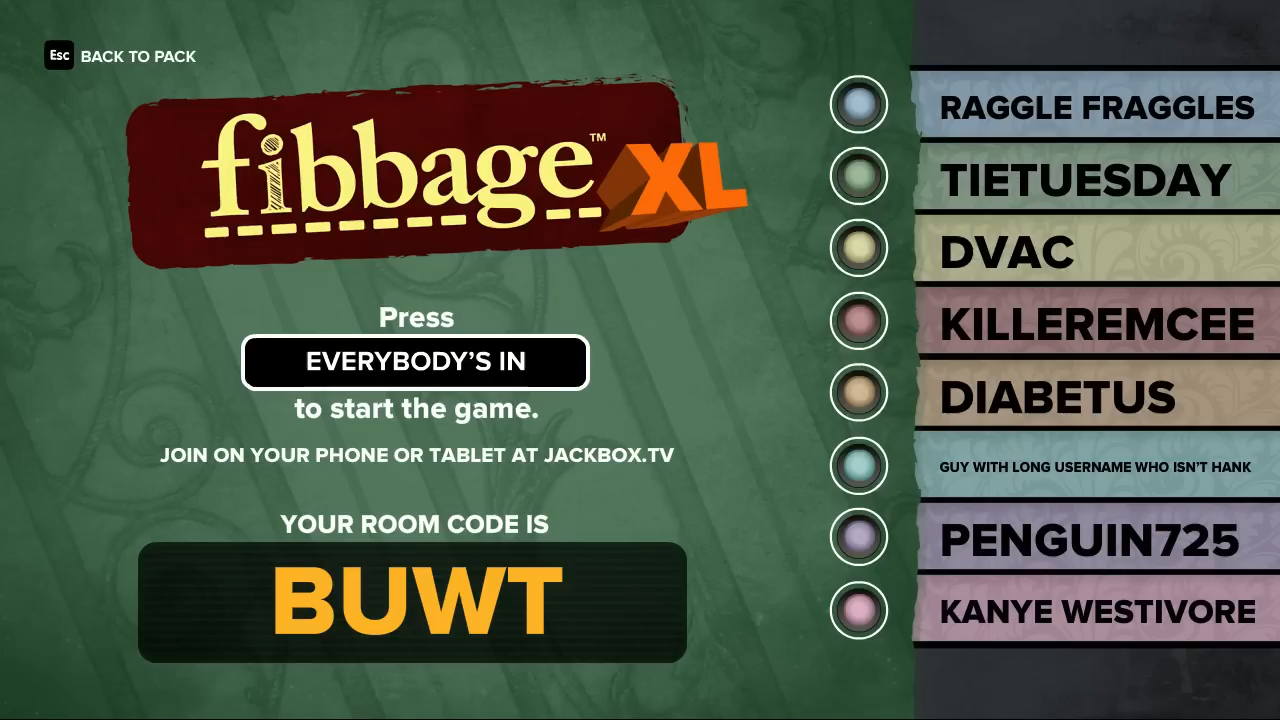 Esc BACK TO PACK
fibbage™ XL
Press
EVERYBODY'S IN
to start the game.
JOIN ON YOUR PHONE OR TABLET AT JACKBOX.TV
YOUR ROOM CODE IS
BUWT
RAGGLE FRAGGLES
TIETUESDAY
DVAC
KILLEREMCEE
DIABETUS
GUY WITH LONG USERNAME WHO ISN'T HANK
PENGUIN725
KANYE WESTIVORE